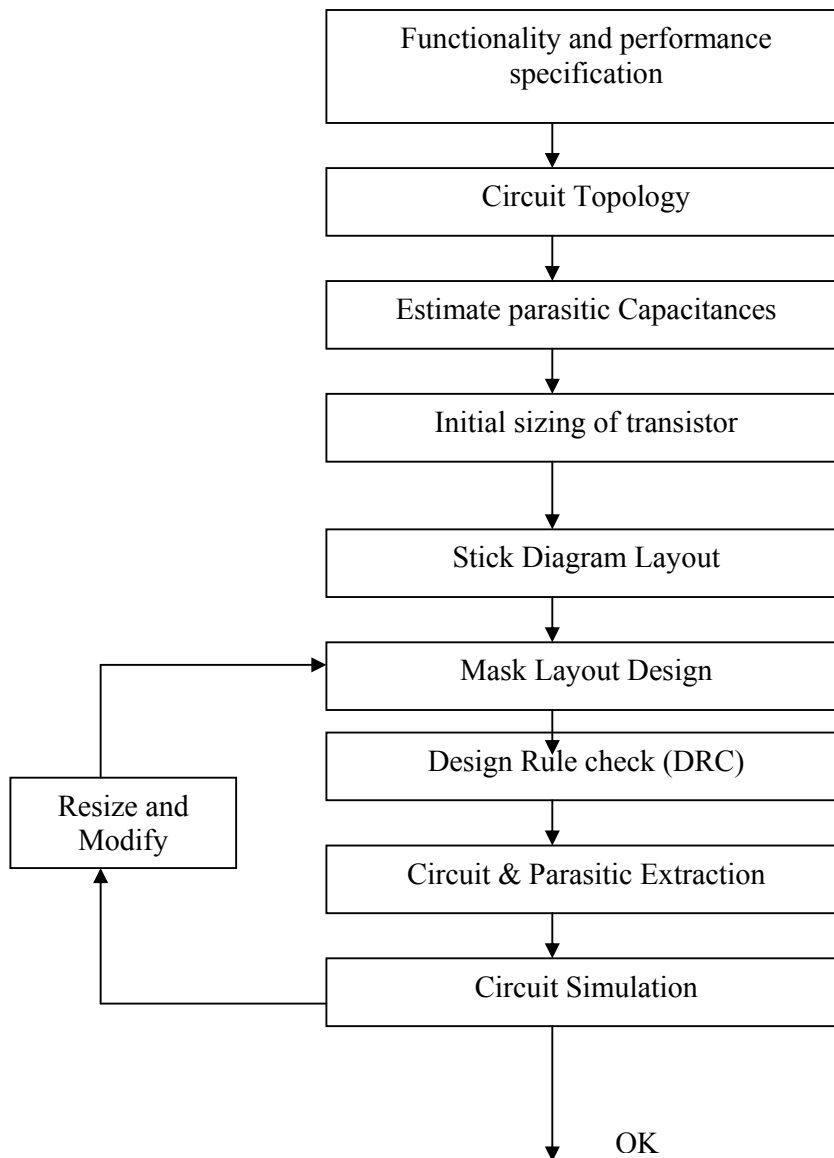 Functionality and performance
specification
Circuit Topology
Estimate parasitic Capacitances
Initial sizing of transistor
Stick Diagram Layout
Mask Layout Design
Design Rule check (DRC)
Resize and
Modify
Circuit & Parasitic Extraction
Circuit Simulation
OK